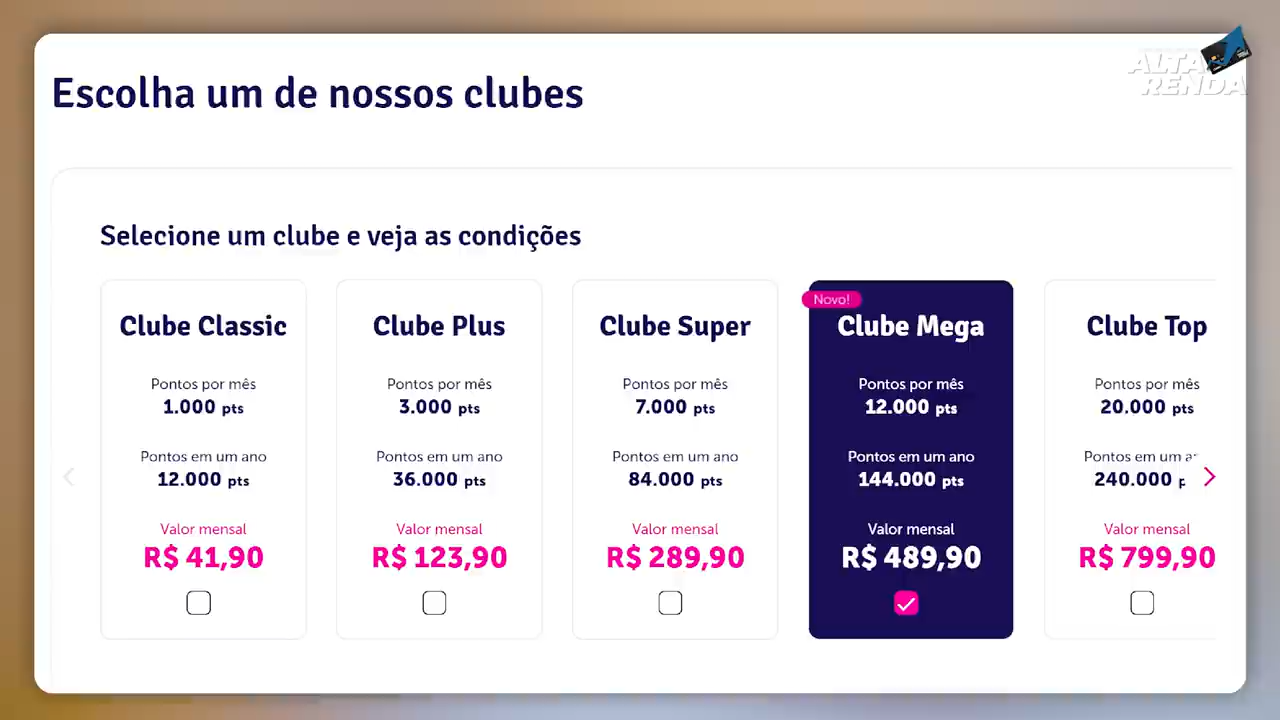 ALTA
RENDA
Escolha um de nossos clubes
Selecione um clube e veja as condições
Clube Classic
Pontos por mês
1.000 pts
Pontos em um ano
12.000 pts
Valor mensal
R$ 41,90
Clube Plus
Pontos por mês
3.000 pts
Pontos em um ano
36.000 pts
Valor mensal
R$ 123,90
Clube Super
Pontos por mês
7.000 pts
Pontos em um ano
84.000 pts
Valor mensal
R$ 289,90
Novo!
Clube Mega
Pontos por mês
12.000 pts
Pontos em um ano
144.000 pts
Valor mensal
R$ 489,90
Clube Top
Pontos por mês
20.000 pts
Pontos em um
240.000
Valor mensal
R$ 799,90